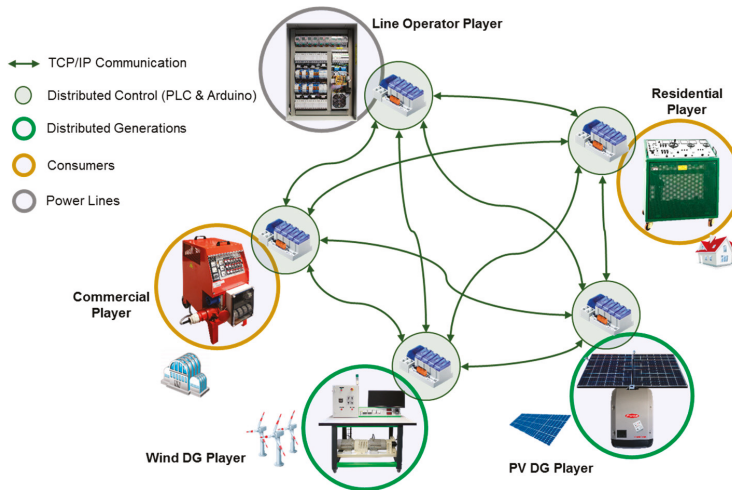 Line Operator Player
TCP/IP Communication
Distributed Control (PLC & Arduino)
Distributed Generations
Consumers
Power Lines
Residential
Player
Commercial
Player
Wind DG Player
PV DG Player